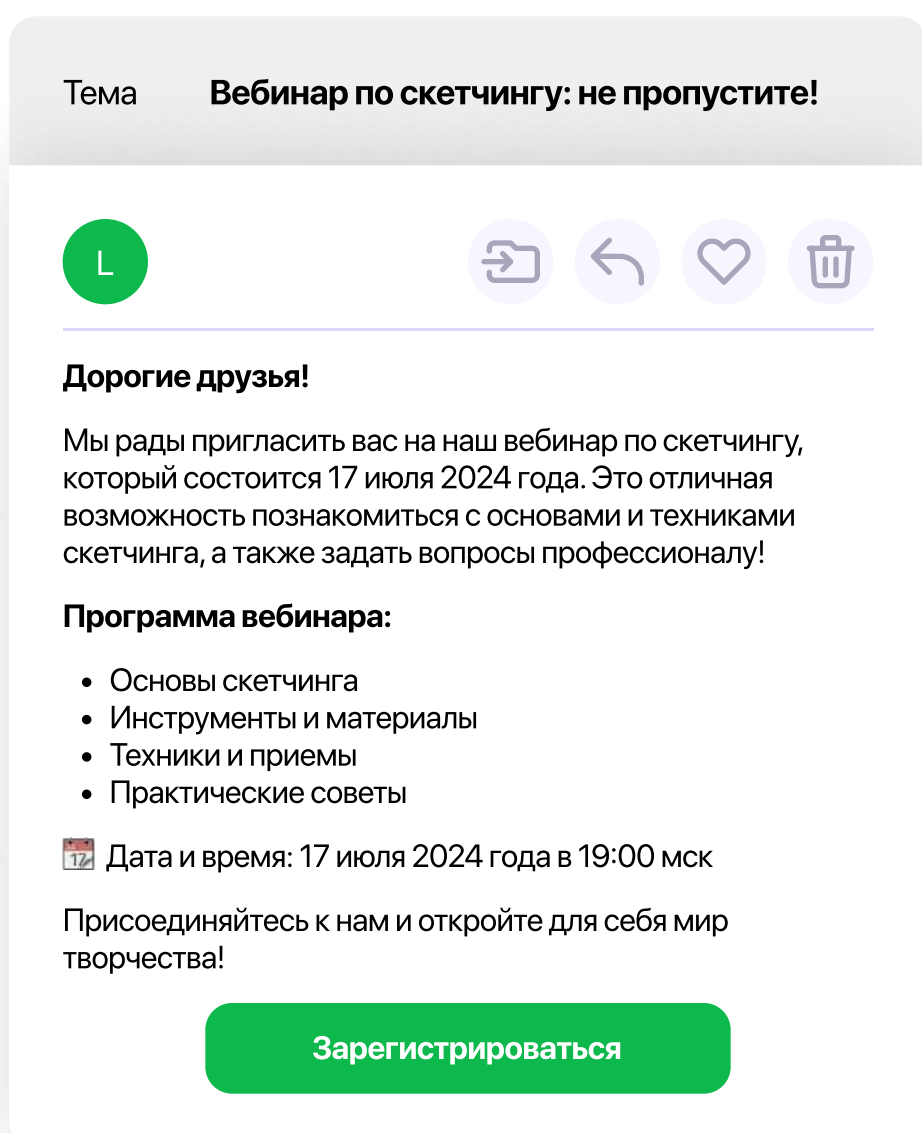 Тема Вебинар по скетчингу: не пропустите!
L
Дорогие друзья!
Мы рады пригласить вас на наш вебинар по скетчингу,
который состоится 17 июля 2024 года. Это отличная
возможность познакомиться с основами и техниками
скетчинга, а также задать вопросы профессионалу!
Программа вебинара:
• Основы скетчинга
• Инструменты и материалы
• Техники и приемы
• Практические советы
17 Дата и время: 17 июля 2024 года в 19:00 мск
Присоединяйтесь к нам и откройте для себя мир
творчества!
Зарегистрироваться